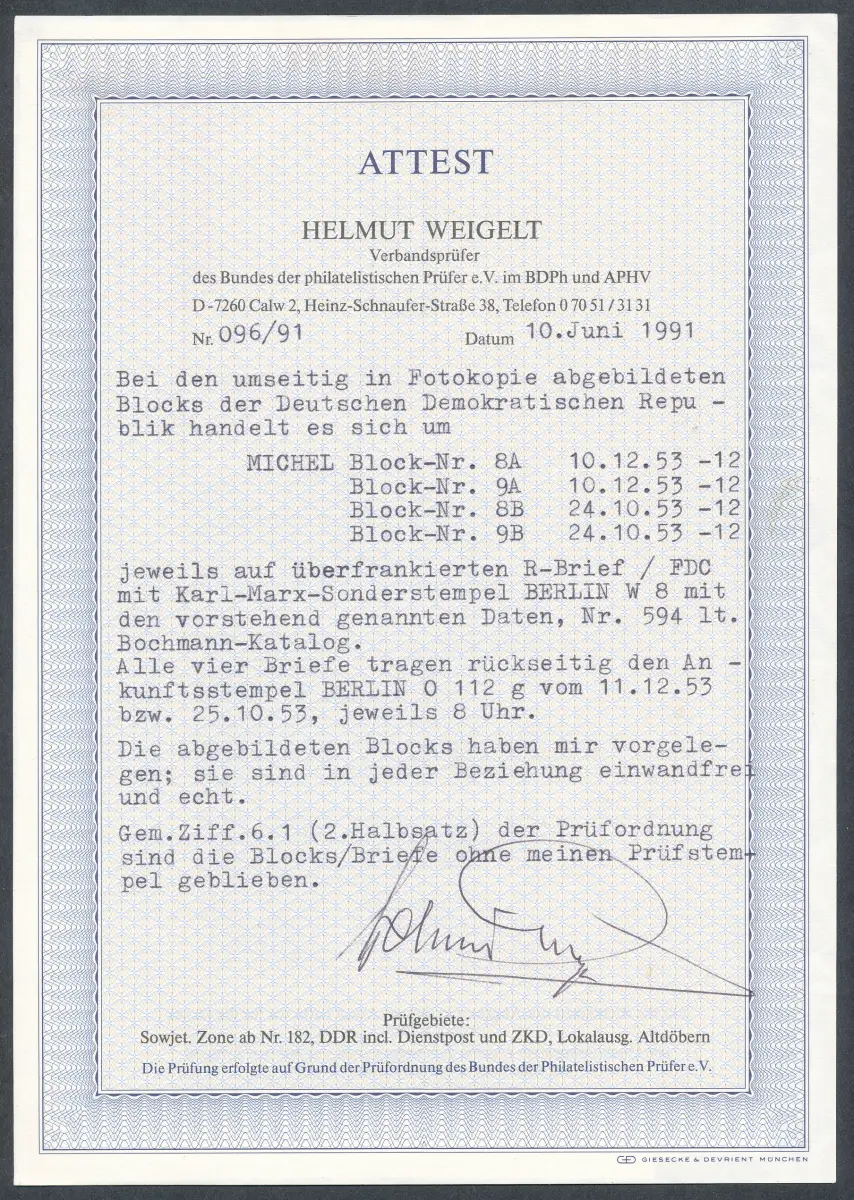 ATTEST
HELMUT WEIGELT
Verbandsprüfer
des Bundes der philatelistischen Prüfer e.V. im BDPh und APHV
D-7260 Calw 2, Heinz-Schnaufer-Straße 38, Telefon 0 70 51 / 31 31
Nr. 096/91 Datum 10.Juni 1991
Bei den umseitig in Fotokopie abgebildeten
Blocks der Deutschen Demokratischen Repu -
blik handelt es sich um
MICHEL Block-Nr. 8A 10.12.53 -12
Block-Nr. 9A 10.12.53 -12
Block-Nr. 8B 24.10.53 -12
Block-Nr. 9B 24.10.53 -12
jeweils auf überfrankierten R-Brief / FDC
mit Karl-Marx-Sonderstempel BERLIN W 8 mit
den vorstehend genannten Daten, Nr. 594 lt.
Bochmann-Katalog.
Alle vier Briefe tragen rückseitig den An -
kunftsstempel BERLIN O 112 g vom 11.12.53
bzw. 25.10.53, jeweils 8 Uhr.
Die abgebildeten Blocks haben mir vorgele-
gen; sie sind in jeder Beziehung einwandfrei
und echt.
Gem.Ziff.6.1 (2.Halbsatz) der Prüfordnung
sind die Blocks/Briefe ohne meinen Prüfstem-
pel geblieben.
Prüfgebiete:
Sowjet. Zone ab Nr. 182, DDR incl. Dienstpost und ZKD, Lokalausg. Altdöbern
Die Prüfung erfolgte auf Grund der Prüfordnung des Bundes der Philatelistischen Prüfer e.V.
GIESECKE & DEVRIENT MÜNCHEN